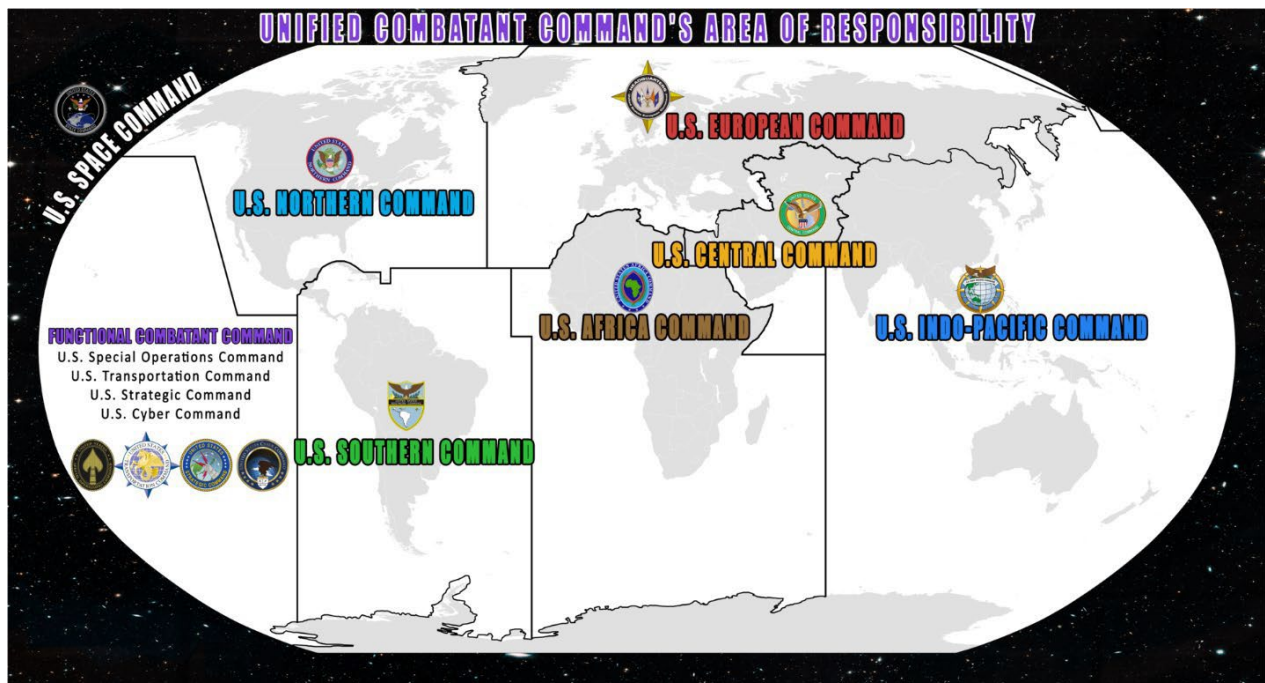 UNIFIED COMBATANT COMMAND'S AREA OF RESPONSIBILITY
U.S. SPACE COMMAND
U.S. EUROPEAN COMMAND
U.S. NORTHERN COMMAND
U.S. CENTRAL COMMAND
U.S. AFRICA COMMAND
U.S. INDO-PACIFIC COMMAND
FUNCTIONAL COMBATANT COMMAND
U.S. Special Operations Command
U.S. Transportation Command
U.S. Strategic Command
U.S. Cyber Command
U.S. SOUTHERN COMMAND